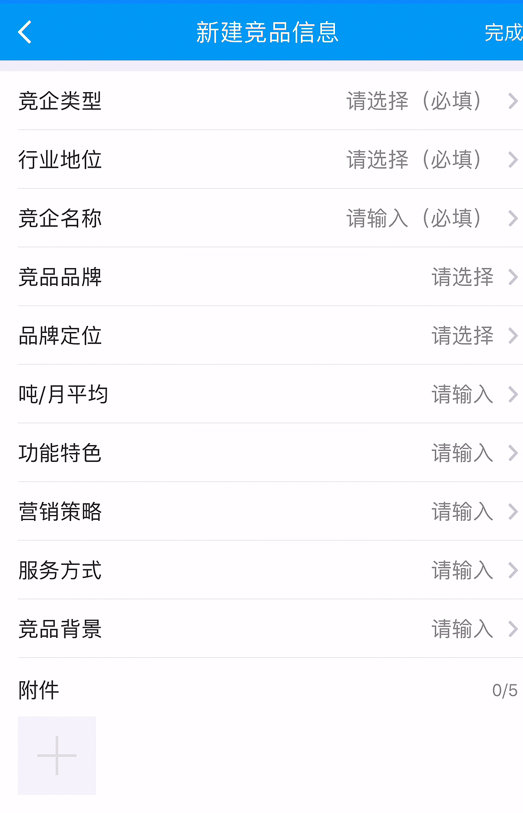 新建竞品信息 完成
竞企类型 请选择（必填）
行业地位 请选择（必填）
竞企名称 请输入（必填）
竞品品牌 请选择
品牌定位 请选择
吨/月平均 请输入
功能特色 请输入
营销策略 请输入
服务方式 请输入
竞品背景 请输入
附件 0/5